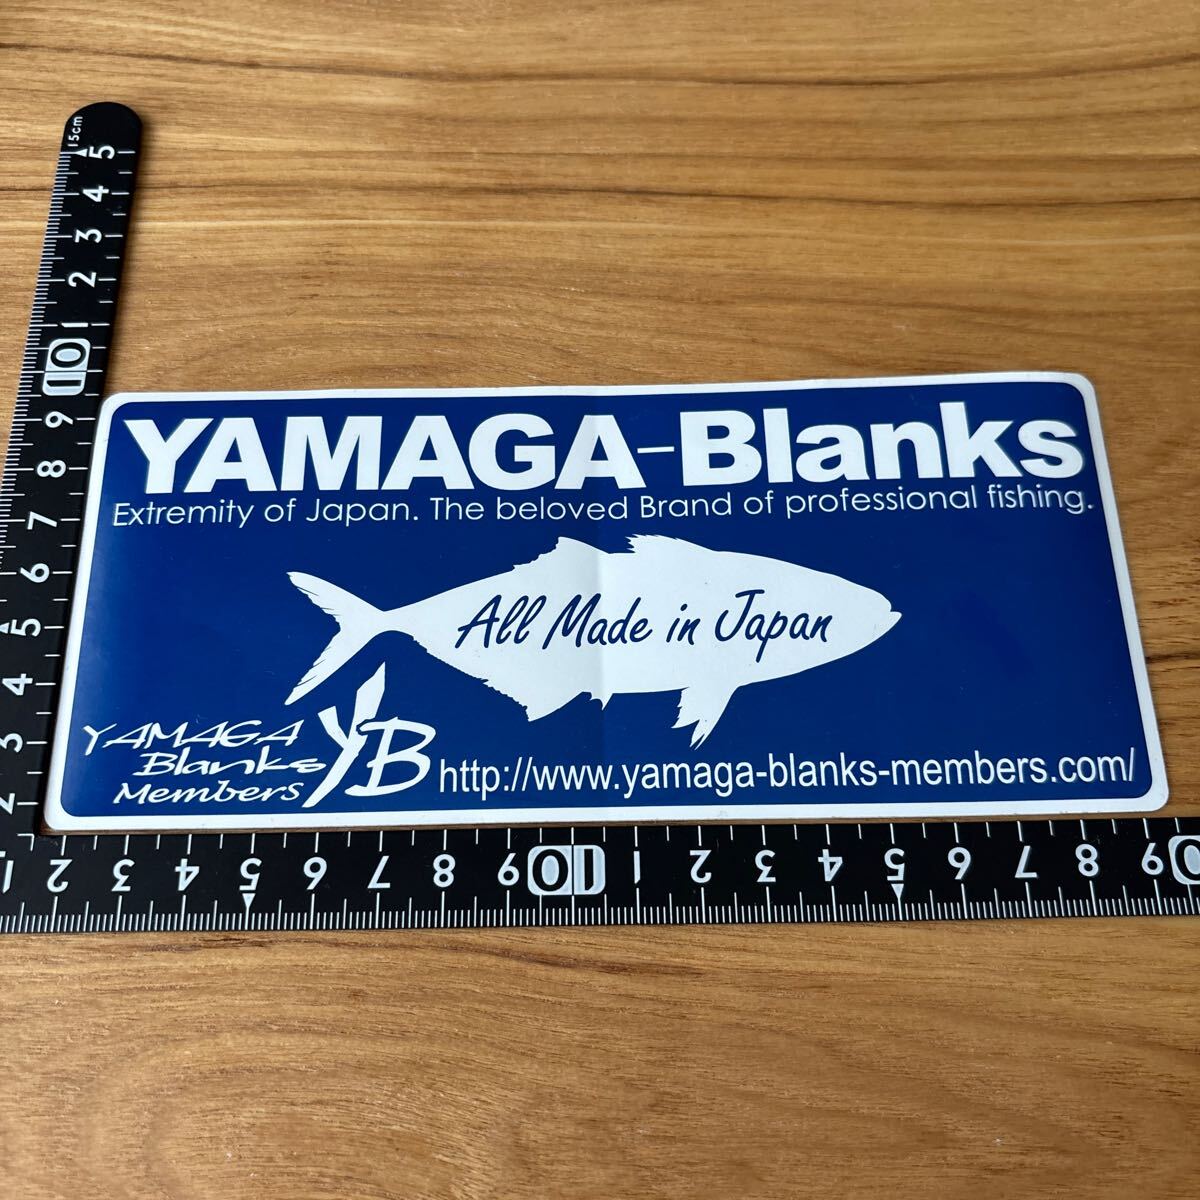 YAMAGA-Blanks
Extremity of Japan. The beloved Brand of professional fishing.
All Made in Japan
YAMAGA
Blanks
Members
YB
http://www.yamaga-blanks-members.com/
15cm
5
4
3
2
1
10
9
8
7
6
5
4
3
2
1 2 3 4 5 6 7 8 9 10 1 2 3 4 5 6 7 8 9 0